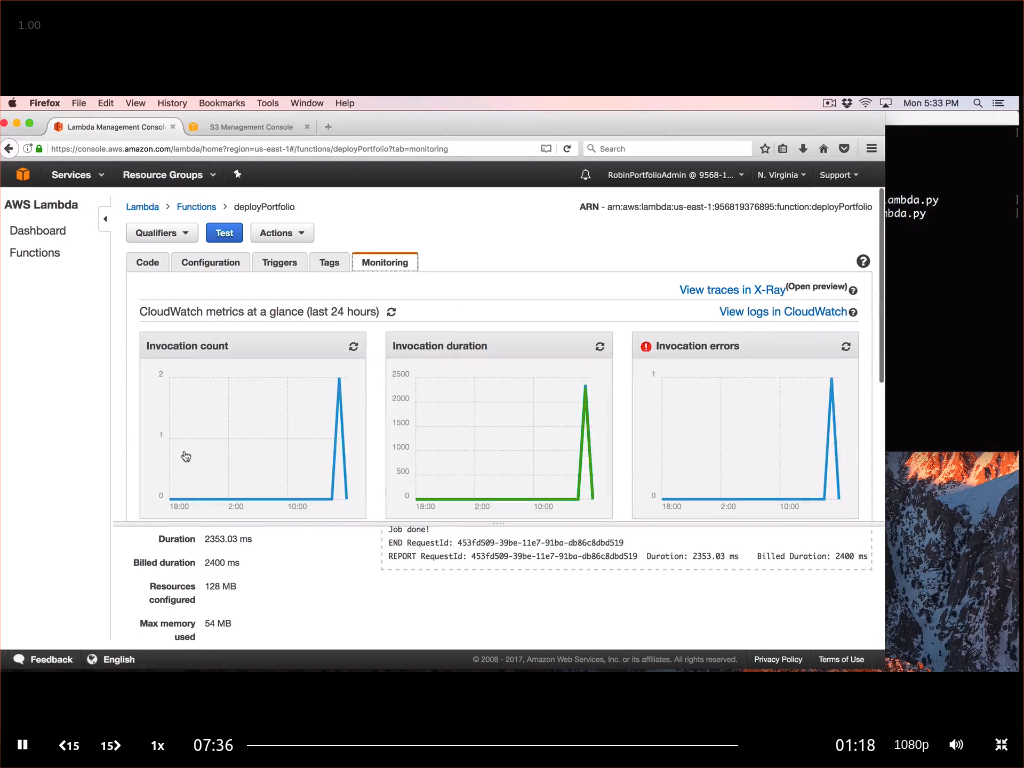 1.00
Firefox File Edit View History Bookmarks Tools Window Help Mon 5:33 PM
Lambda Management Consol × S3 Management Console × +
https://console.aws.amazon.com/lambda/home?region=us-east-1#/functions/deployPortfolio?tab=monitoring Search
Services Resource Groups RobinPortfolioAdmin @ 9568-1... N. Virginia Support
AWS Lambda
Dashboard
Functions
Lambda > Functions > deployPortfolio
ARN - arn:aws:lambda:us-east-1:956819376895:function:deployPortfolio
Qualifiers Test Actions
Code Configuration Triggers Tags Monitoring
View traces in X-Ray(Open preview)
CloudWatch metrics at a glance (last 24 hours) View logs in CloudWatch
Invocation count
2
1
0
18:00 2:00 10:00
Invocation duration
2500
2000
1500
1000
500
0
18:00 2:00 10:00
Invocation errors
1
0
18:00 2:00 10:00
Duration 2353.03 ms
Billed duration 2400 ms
Resources configured 128 MB
Max memory used 54 MB
Job done!
END RequestId: 453fd509-39be-11e7-91ba-db86c8dbd519
REPORT RequestId: 453fd509-39be-11e7-91ba-db86c8dbd519 Duration: 2353.03 ms Billed Duration: 2400 ms
ambda.py
bda.py
Feedback English
© 2008 - 2017, Amazon Web Services, Inc. or its affiliates. All rights reserved. Privacy Policy Terms of Use
15 15 1x 07:36 01:18 1080p